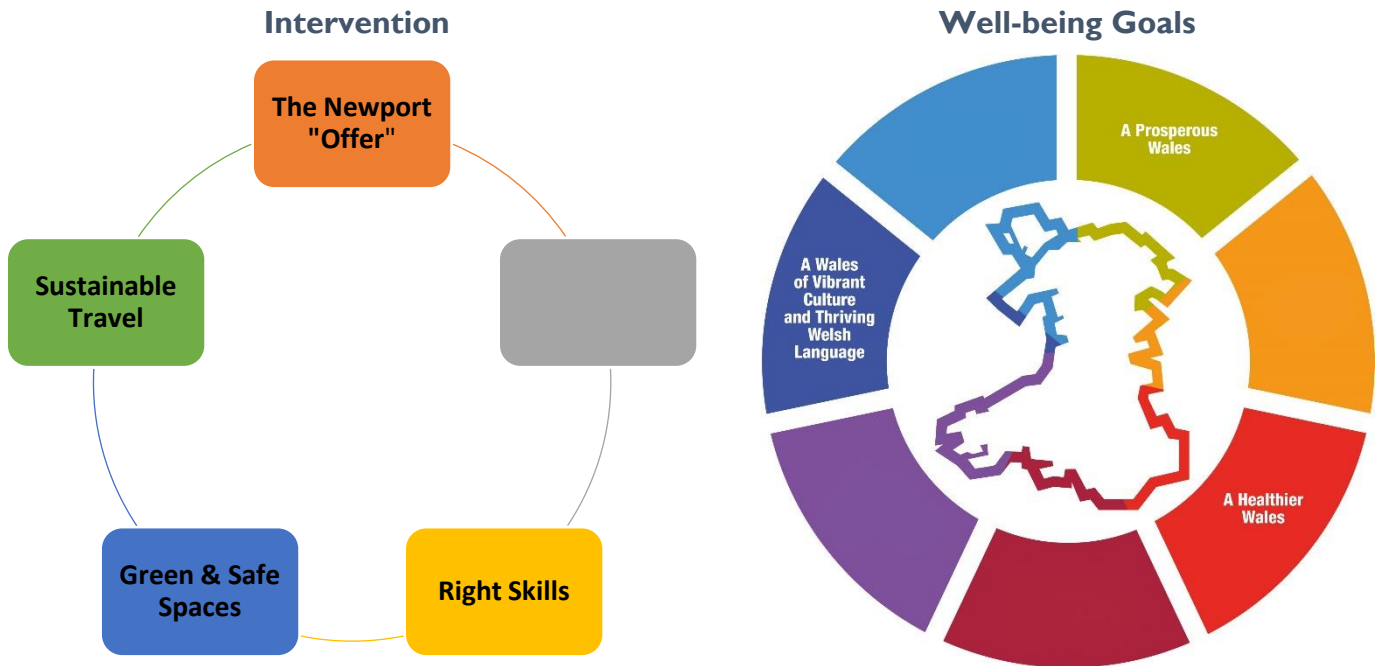 Intervention
The Newport
"Offer"
Sustainable
Travel
Green & Safe
Spaces
Right Skills
Well-being Goals
A Prosperous
Wales
A Healthier
Wales
A Wales
of Vibrant
Culture
and Thriving
Welsh
Language